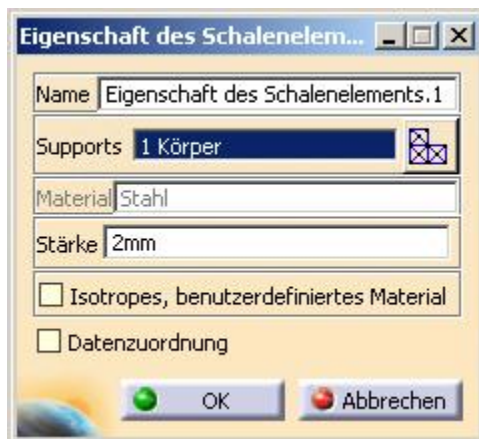 Eigenschaft des Schalenelem...
Name Eigenschaft des Schalenelements.1
Supports 1 Körper
Material Stahl
Stärke 2mm
Isotropes, benutzerdefiniertes Material
Datenzuordnung
OK Abbrechen